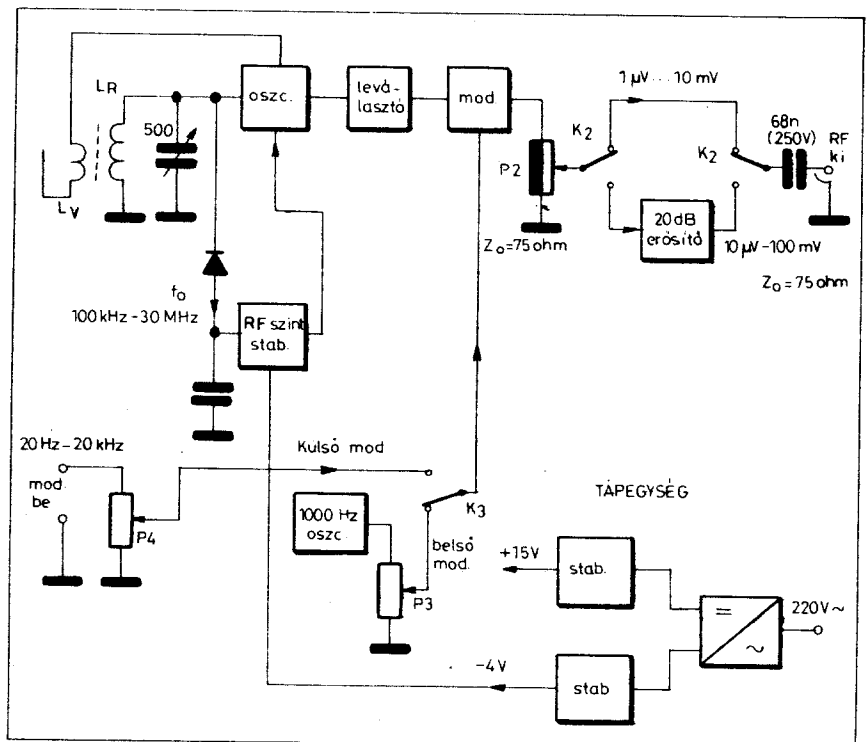 LR
LV
500
oszc.
levá-
lasztó
mod.
1 µV ... 10 mV
K2
K2
68n
(250V)
RF
ki
P2
Zo=75 ohm
20 dB
erősítő
10 µV-100 mV
Zo=75 ohm
fo
100 kHz-30 MHz
RF szint
stab.
20 Hz-20 kHz
mod.
be
P4
Kulső mod
K3
1000 Hz
oszc.
belső
mod.
P3
TÁPEGYSÉG
+15V
stab.
-4V
stab
=
~
220V~